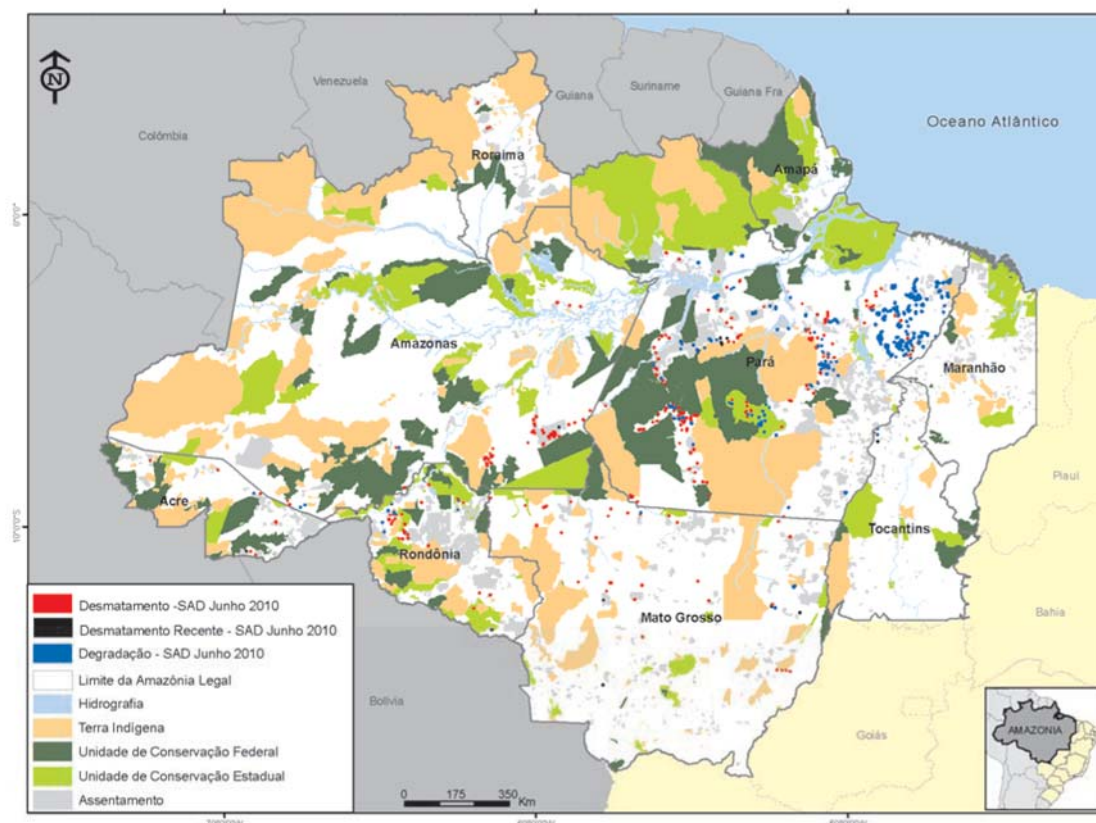 N
Venezuela
Guiana
Suriname
Guiana Fra
Colômbia
Oceano Atlântico
Roraima
Amapá
Amazonas
Pará
Maranhão
Piauí
Acre
Rondônia
Tocantins
Mato Grosso
Bahia
Bolivia
Goiás
Desmatamento -SAD Junho 2010
Desmatamento Recente - SAD Junho 2010
Degradação - SAD Junho 2010
Limite da Amazônia Legal
Hidrografia
Terra Indígena
Unidade de Conservação Federal
Unidade de Conservação Estadual
Assentamento
0 175 350
Km
AMAZONIA